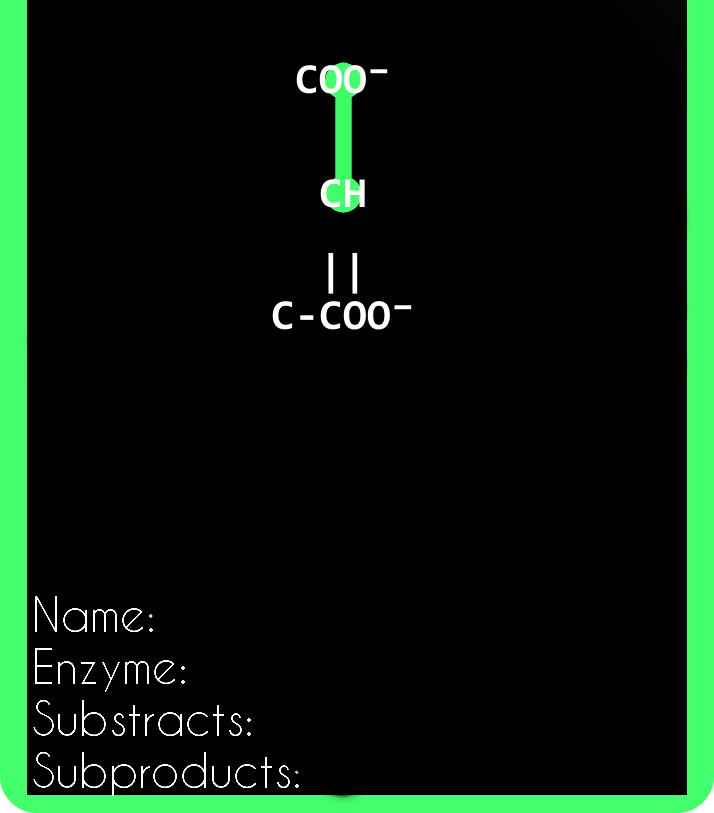 COO⁻
CH
||
C-COO⁻
Name:
Enzyme:
Substracts:
Subproducts: